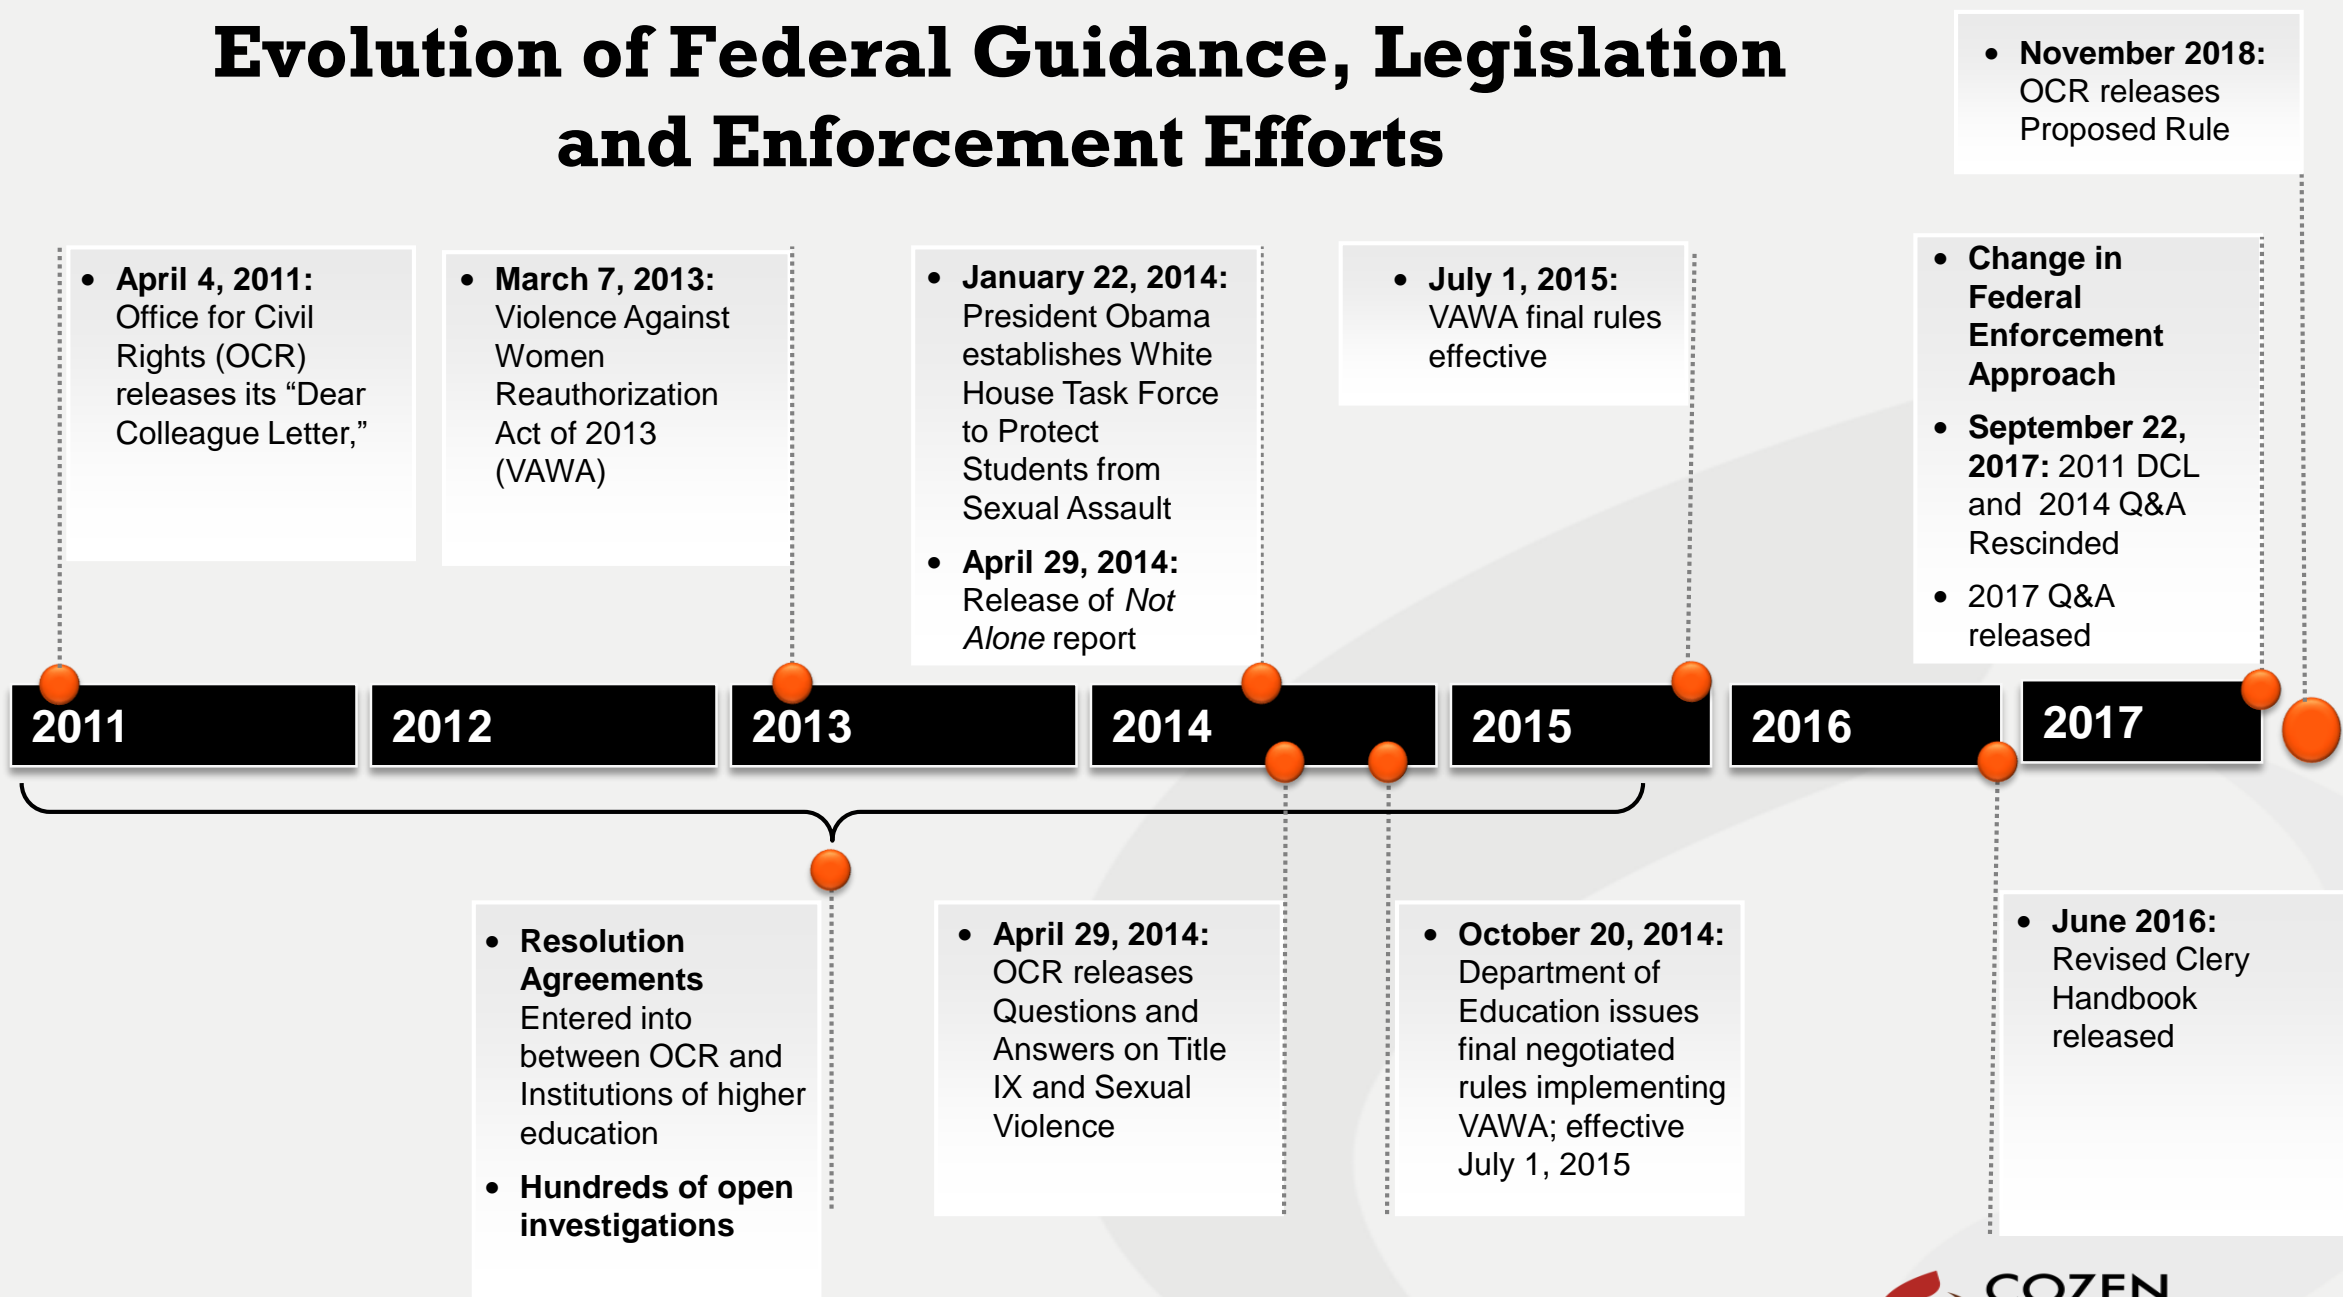 Evolution of Federal Guidance, Legislation
and Enforcement Efforts
• November 2018:
OCR releases
Proposed Rule
• April 4, 2011:
Office for Civil
Rights (OCR)
releases its “Dear
Colleague Letter,”
• March 7, 2013:
Violence Against
Women
Reauthorization
Act of 2013
(VAWA)
• January 22, 2014:
President Obama
establishes White
House Task Force
to Protect
Students from
Sexual Assault
• April 29, 2014:
Release of Not
Alone report
• July 1, 2015:
VAWA final rules
effective
• Change in
Federal
Enforcement
Approach
• September 22,
2017: 2011 DCL
and 2014 Q&A
Rescinded
• 2017 Q&A
released
2011
2012
2013
2014
2015
2016
2017
• Resolution
Agreements
Entered into
between OCR and
Institutions of higher
education
• Hundreds of open
investigations
• April 29, 2014:
OCR releases
Questions and
Answers on Title
IX and Sexual
Violence
• October 20, 2014:
Department of
Education issues
final negotiated
rules implementing
VAWA; effective
July 1, 2015
• June 2016:
Revised Clery
Handbook
released
COZEN